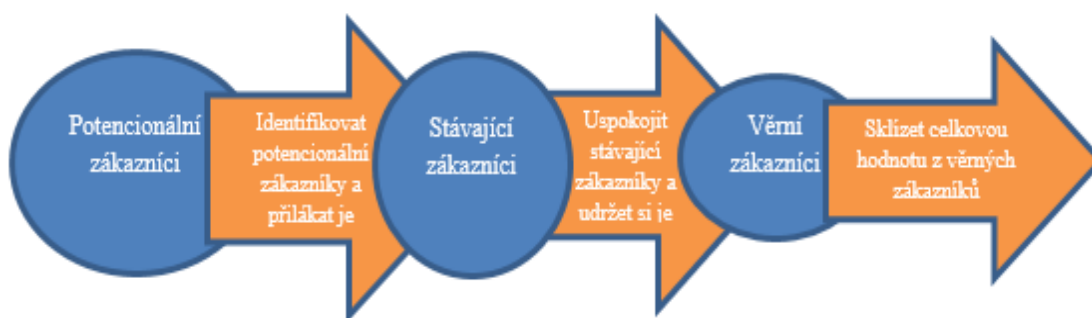 Potencionální
zákazníci
Identifikovat
potencionální
zákazníky a
přilákat je
Stávající
zákazníci
Uspokojit
stávající
zákazníky a
udržet si je
Věrní
zákazníci
Sklízet celkovou
hodnotu z věrných
zákazníků